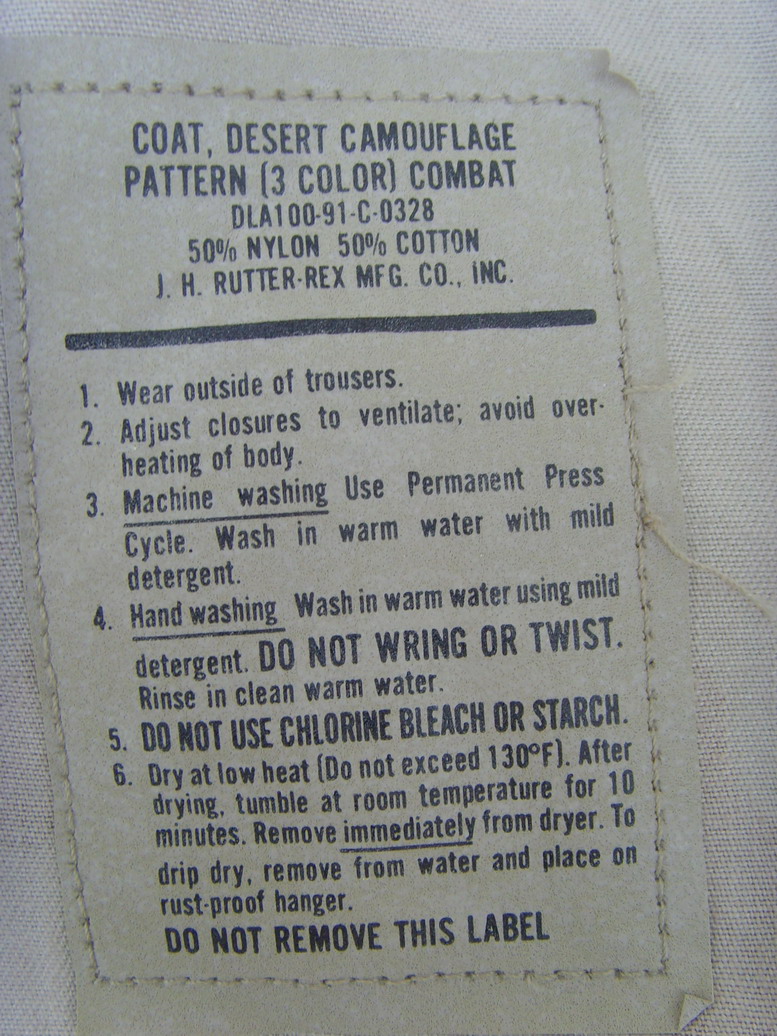 COAT, DESERT CAMOUFLAGE
PATTERN (3 COLOR) COMBAT
DLA100-91-C-0328
50% NYLON 50% COTTON
J. H. RUTTER-REX MFG. CO., INC.
1. Wear outside of trousers.
2. Adjust closures to ventilate; avoid over-
heating of body.
3. Machine washing Use Permanent Press
Cycle. Wash in warm water with mild
detergent.
4. Hand washing Wash in warm water using mild
detergent. DO NOT WRING OR TWIST.
Rinse in clean warm water.
5. DO NOT USE CHLORINE BLEACH OR STARCH.
6. Dry at low heat (Do not exceed 130°F). After
drying, tumble at room temperature for 10
minutes. Remove immediately from dryer. To
drip dry, remove from water and place on
rust-proof hanger.
DO NOT REMOVE THIS LABEL